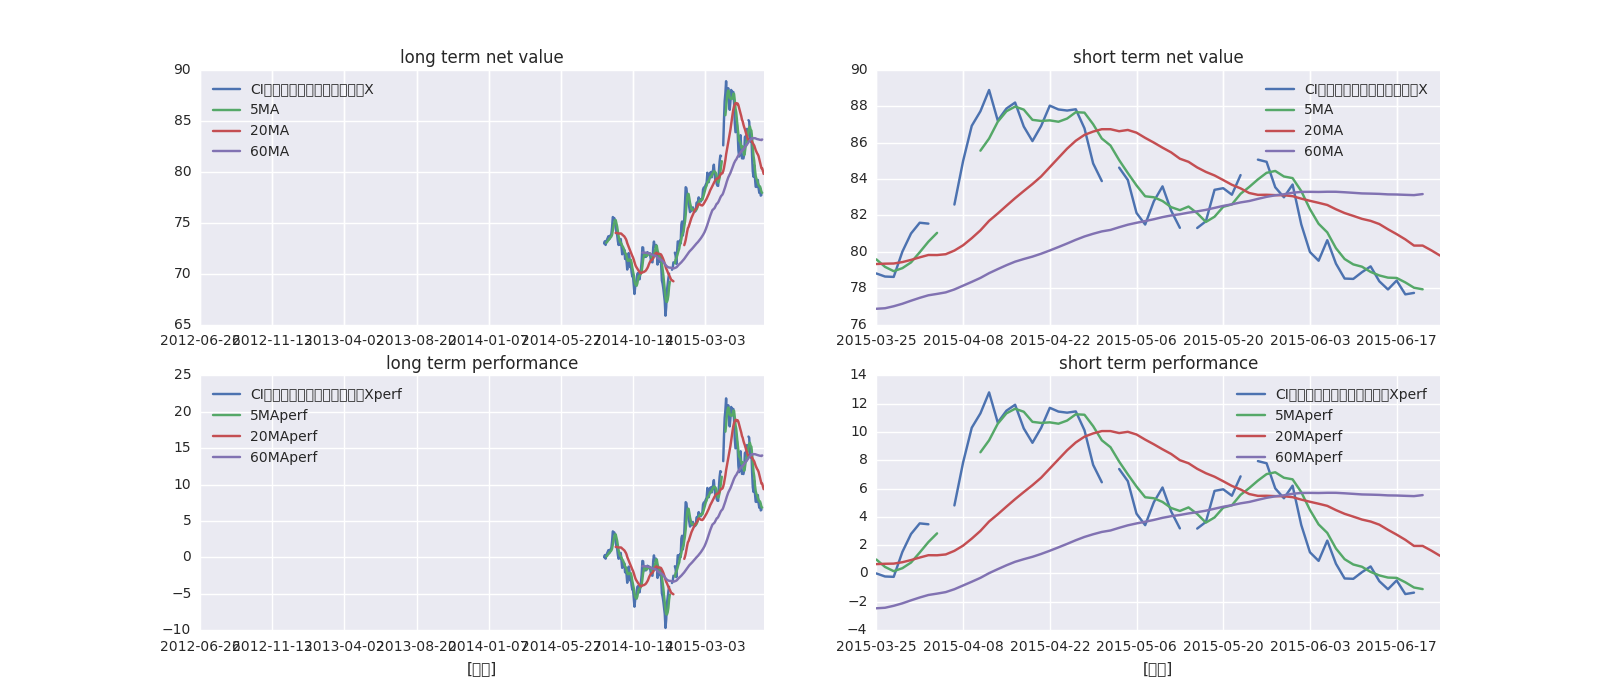 long term net value
90
85
80
75
70
65
CI X
5MA
20MA
60MA
2012-06-26 2012-11-13 2013-04-02 2013-08-20 2014-01-07 2014-05-27 2014-10-14 2015-03-03
short term net value
90
88
86
84
82
80
78
76
CI X
5MA
20MA
60MA
2015-03-25 2015-04-08 2015-04-22 2015-05-06 2015-05-20 2015-06-03 2015-06-17
long term performance
25
20
15
10
5
0
−5
−10
CI Xperf
5MAperf
20MAperf
60MAperf
2012-06-26 2012-11-13 2013-04-02 2013-08-20 2014-01-07 2014-05-27 2014-10-14 2015-03-03
short term performance
14
12
10
8
6
4
2
0
−2
−4
CI Xperf
5MAperf
20MAperf
60MAperf
2015-03-25 2015-04-08 2015-04-22 2015-05-06 2015-05-20 2015-06-03 2015-06-17